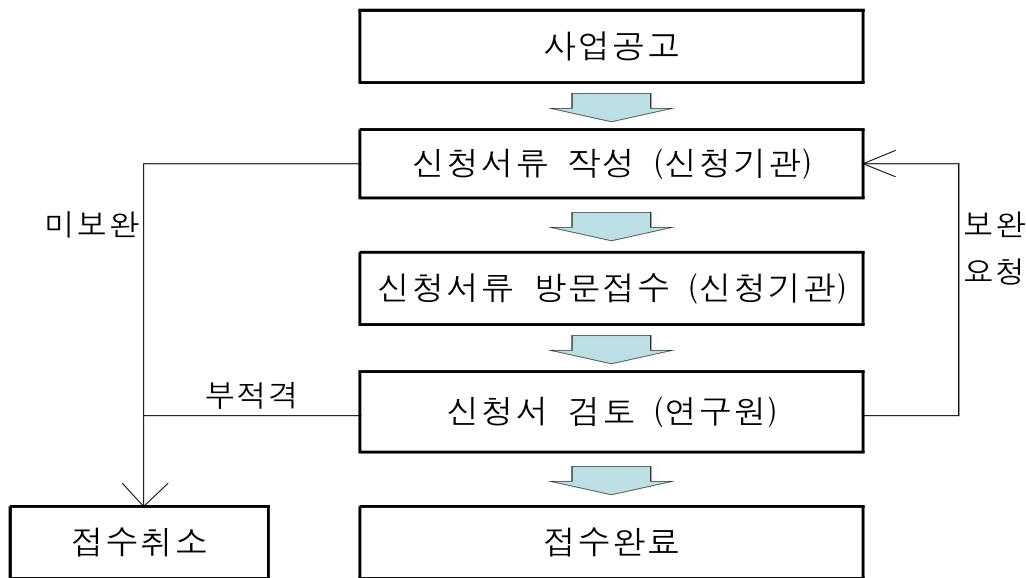 사업공고
신청서류 작성 (신청기관)
미보완
보완
요청
신청서류 방문접수 (신청기관)
부적격
신청서 검토 (연구원)
접수취소
접수완료